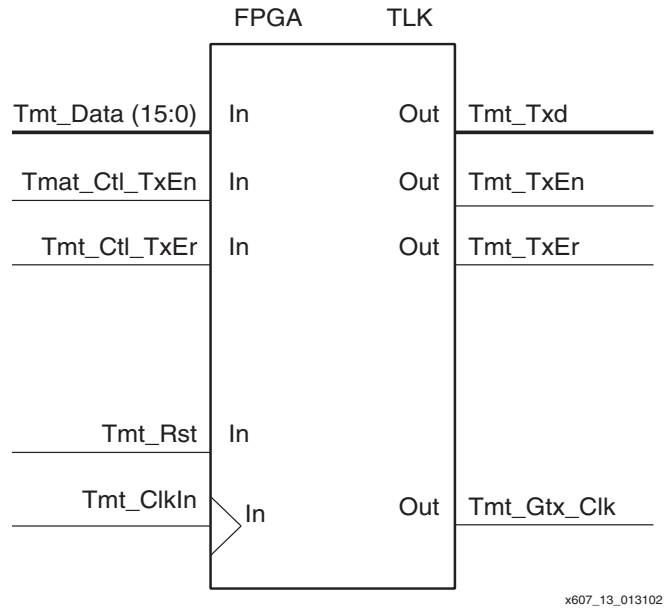 FPGA TLK
Tmt_Data (15:0) In Out Tmt_Txd
Tmat_Ctl_TxEn In Out Tmt_TxEn
Tmt_Ctl_TxEr In Out Tmt_TxEr
Tmt_Rst In
Tmt_ClkIn In Out Tmt_Gtx_Clk
x607_13_013102